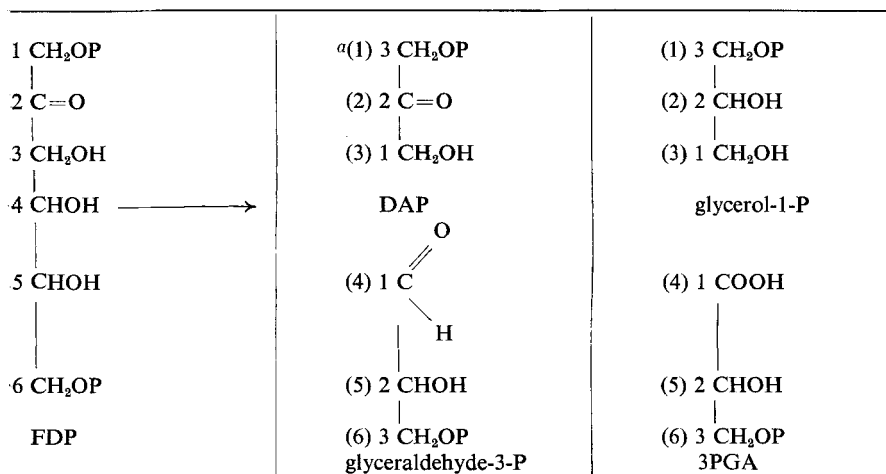 1 CH₂OP
2 C=O
3 CH₂OH
4 CHOH
5 CHOH
6 CH₂OP
FDP
a(1) 3 CH₂OP
(2) 2 C=O
(3) 1 CH₂OH
DAP
O
(4) 1 C
H
(5) 2 CHOH
(6) 3 CH₂OP
glyceraldehyde-3-P
(1) 3 CH₂OP
(2) 2 CHOH
(3) 1 CH₂OH
glycerol-1-P
(4) 1 COOH
(5) 2 CHOH
(6) 3 CH₂OP
3PGA